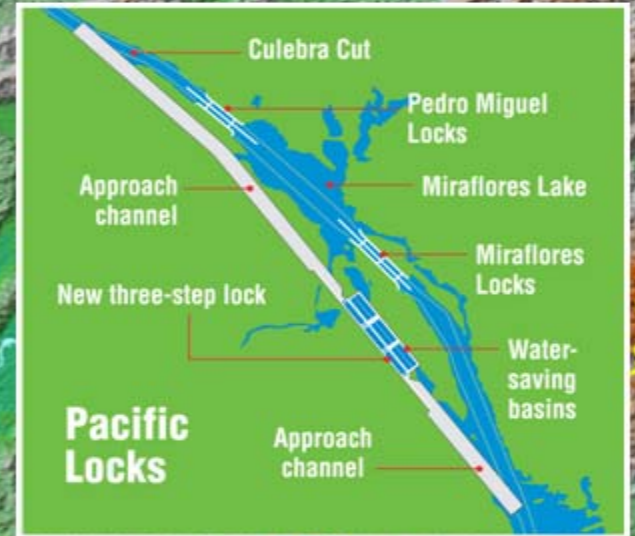 Culebra Cut
Pedro Miguel
Locks
Approach
channel
Miraflores Lake
Miraflores
Locks
New three-step lock
Water-
saving
basins
Pacific
Locks
Approach
channel